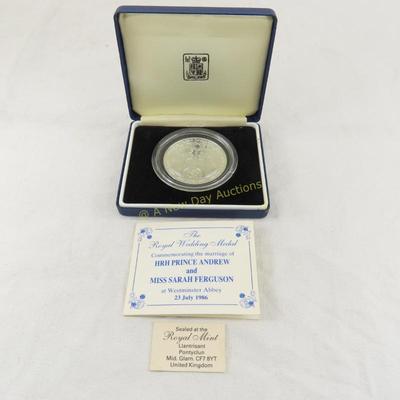 © A New Day Auctions
The
Royal Wedding Medal
Commemorating the marriage of
HRH PRINCE ANDREW
and
MISS SARAH FERGUSON
at Westminster Abbey
23 July 1986
Sealed at the
Royal Mint
Llantrisant
Pontyclun
Mid. Glam. CF7 8YT
United Kingdom